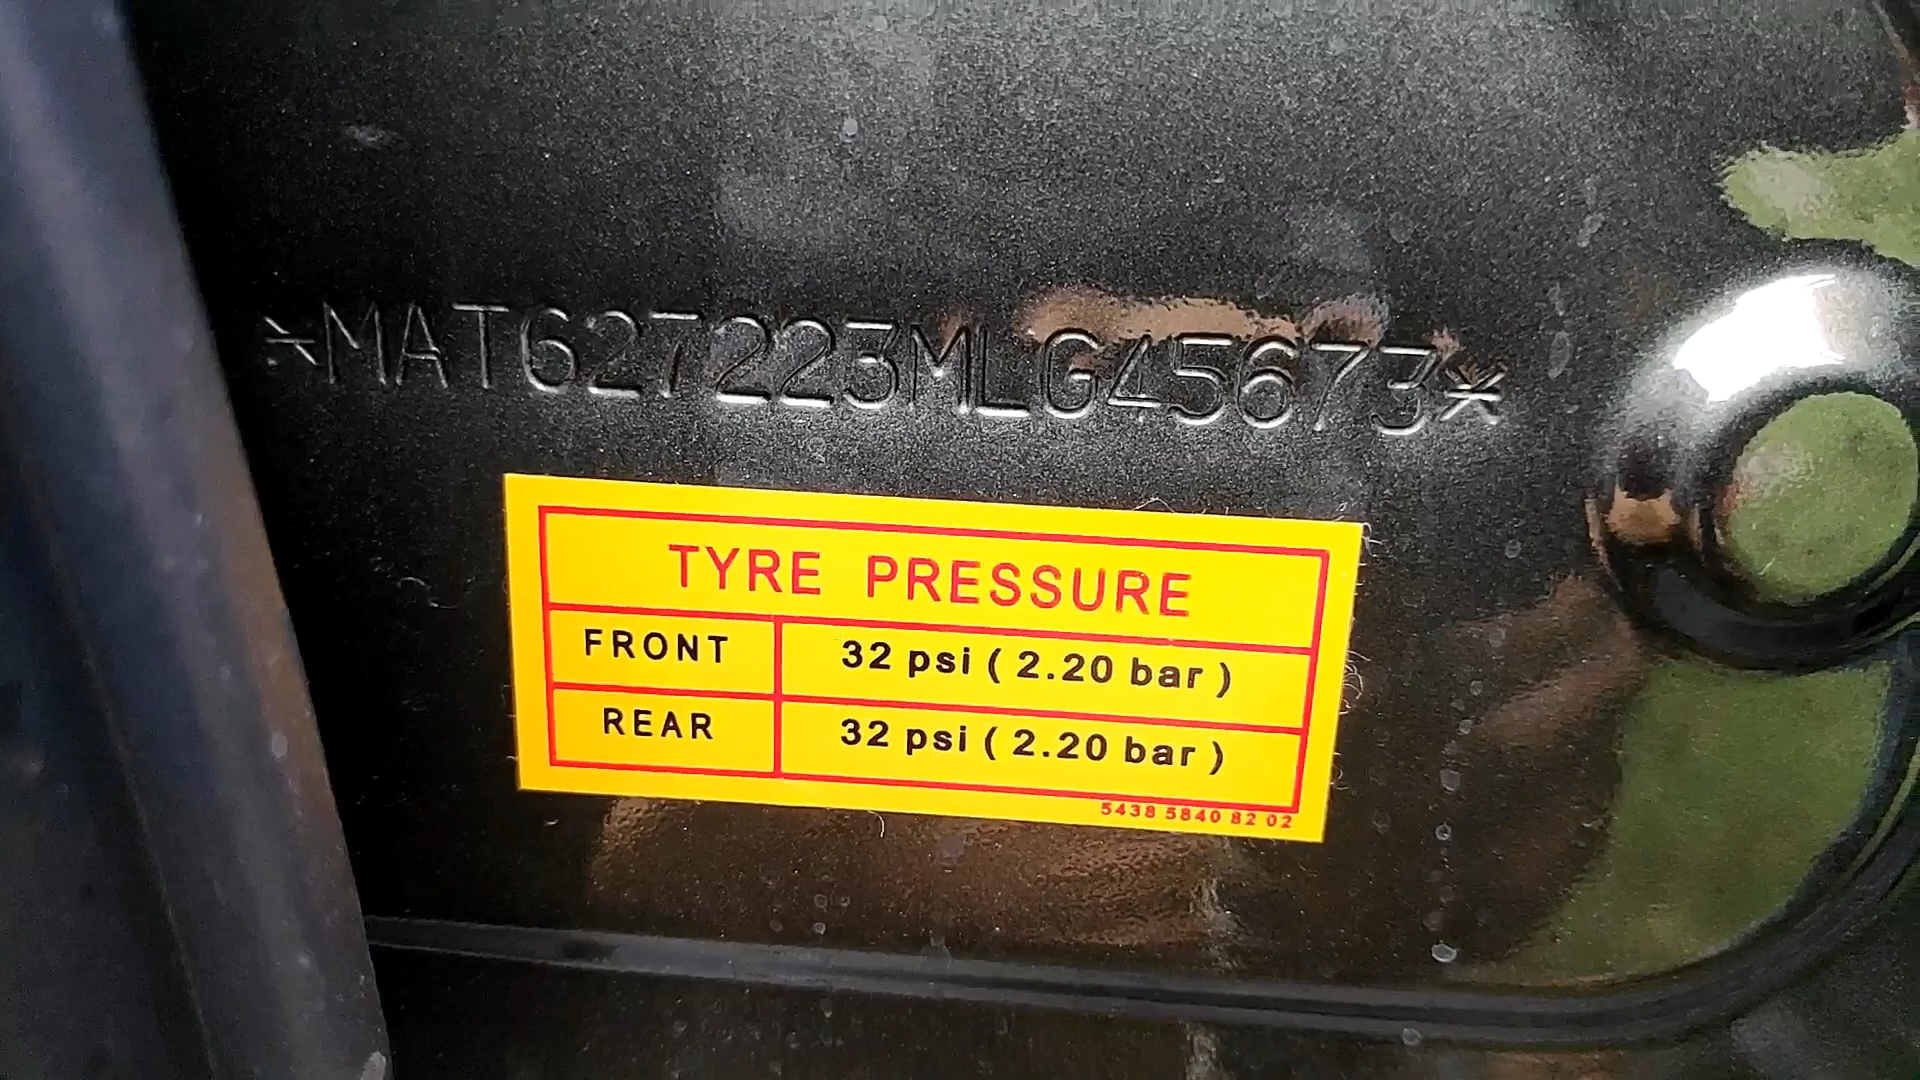 *MAT627223MLG45673*
TYRE PRESSURE
FRONT 32 psi ( 2.20 bar )
REAR 32 psi ( 2.20 bar )
5438 5840 82 02